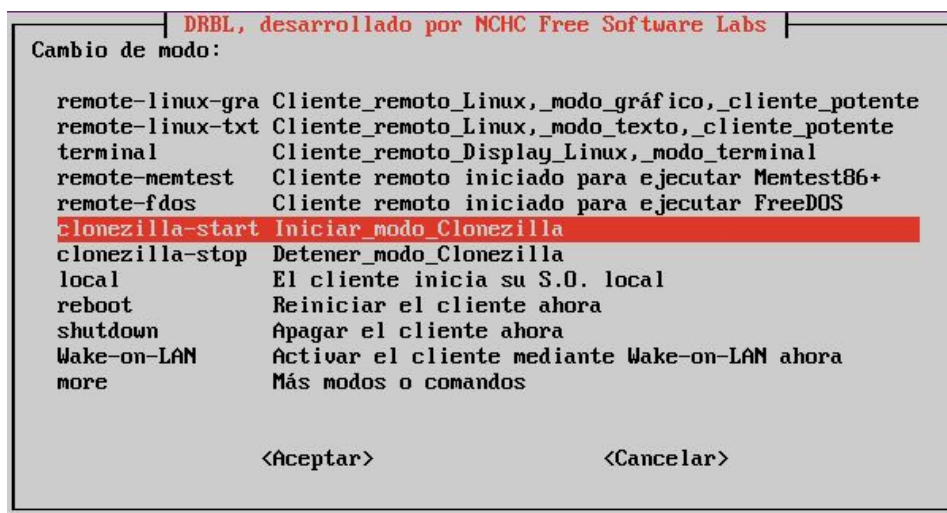 DRBL, desarrollado por NCHC Free Software Labs
Cambio de modo:
remote-linux-gra Cliente_remoto_Linux,_modo_gráfico,_cliente_potente
remote-linux-txt Cliente_remoto_Linux,_modo_texto,_cliente_potente
terminal Cliente_remoto_Display_Linux,_modo_terminal
remote-memtest Cliente remoto iniciado para ejecutar Memtest86+
remote-fdos Cliente remoto iniciado para ejecutar FreeDOS
clonezilla-start Iniciar_modo_Clonezilla
clonezilla-stop Detener_modo_Clonezilla
local El cliente inicia su S.O. local
reboot Reiniciar el cliente ahora
shutdown Apagar el cliente ahora
Wake-on-LAN Activar el cliente mediante Wake-on-LAN ahora
more Más modos o comandos
<Aceptar> <Cancelar>